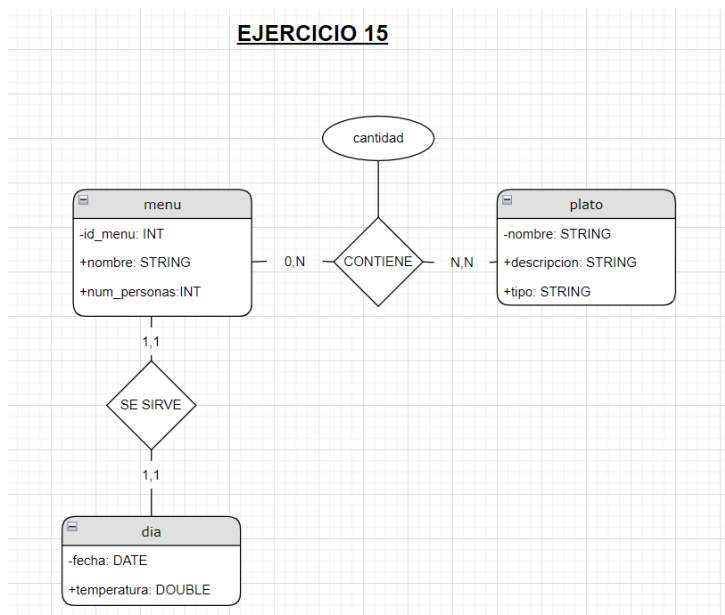 EJERCICIO 15
cantidad
menu
-id_menu: INT
+nombre: STRING
+num_personas:INT
0,N
CONTIENE
N,N
plato
-nombre: STRING
+descripcion: STRING
+tipo: STRING
1,1
SE SIRVE
1,1
dia
-fecha: DATE
+temperatura: DOUBLE